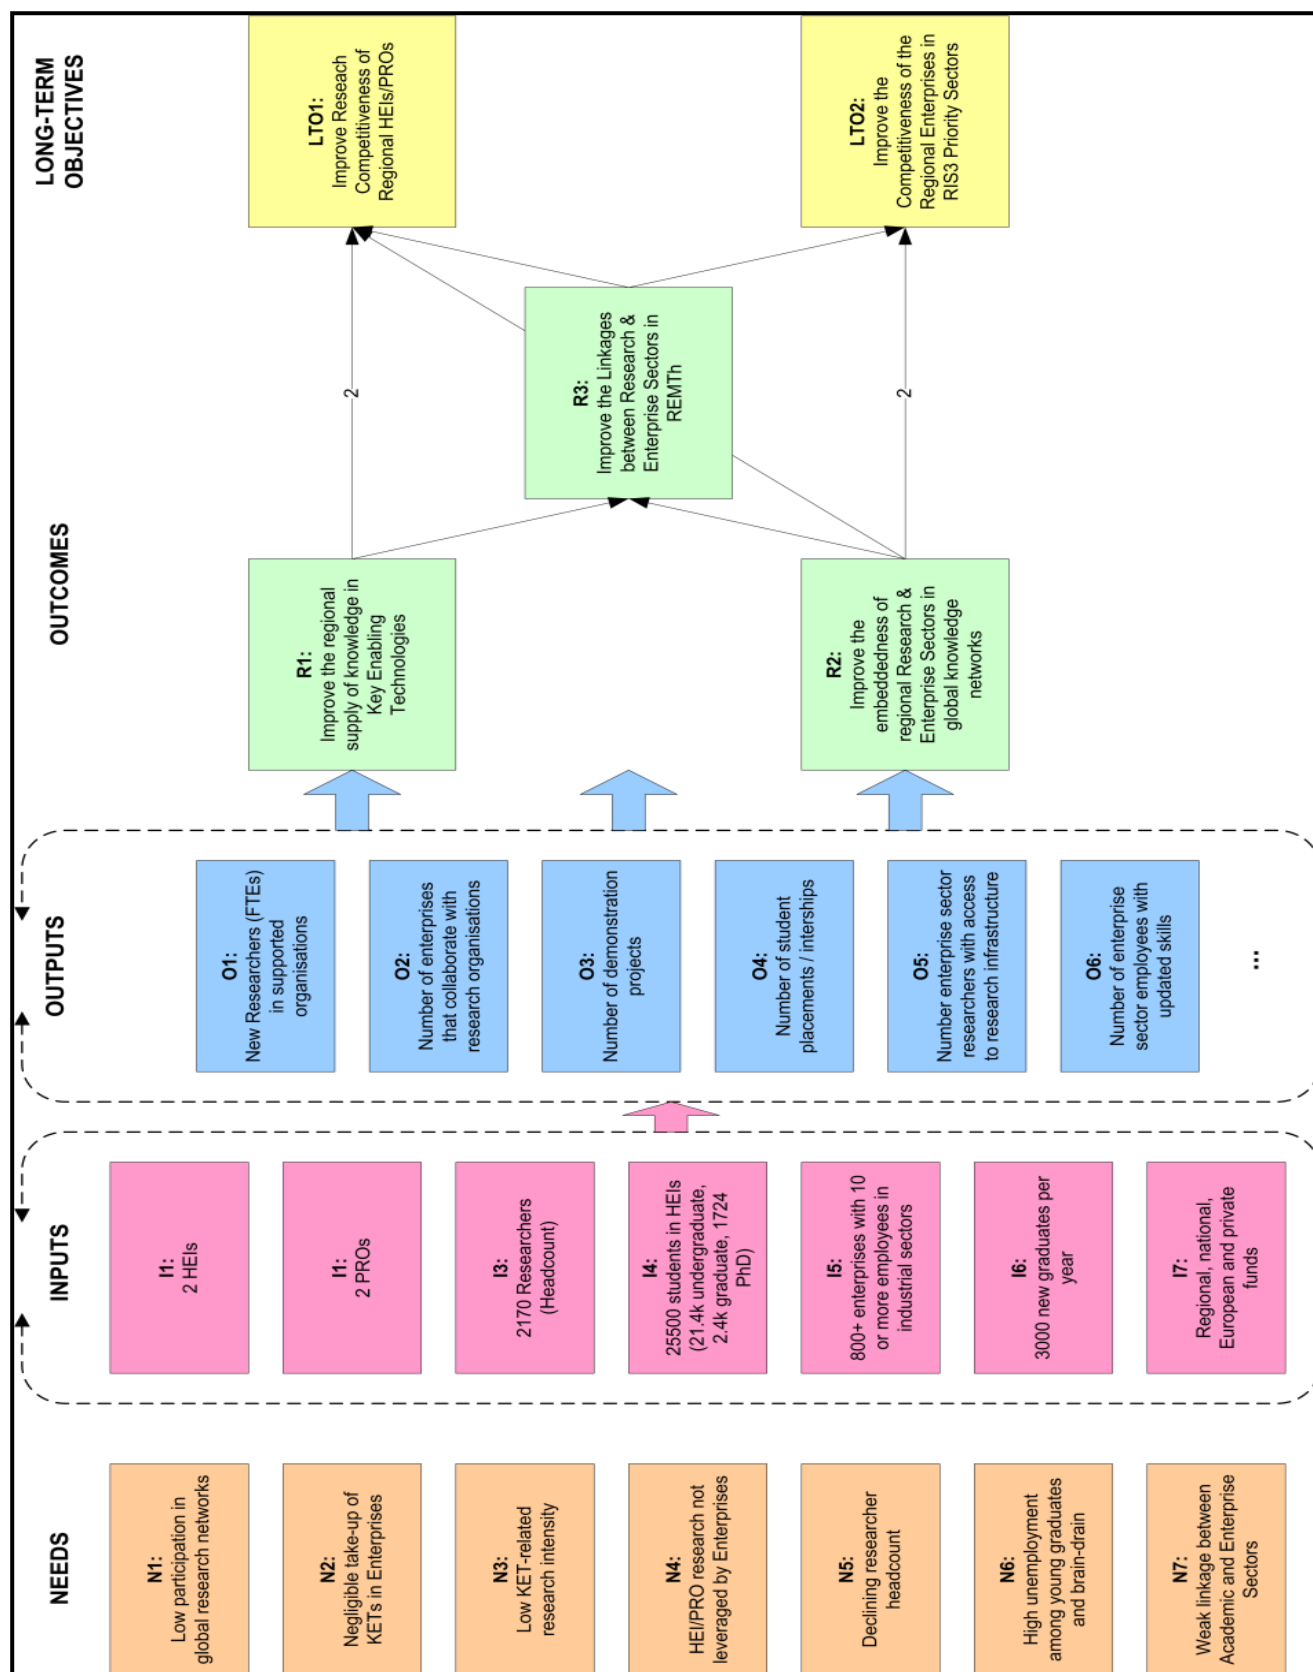 NEEDS
N1:
Low participation in
global research networks
N2:
Negligible take-up of
KETs in Enterprises
N3:
Low KET-related
research intensity
N4:
HEI/PRO research not
leveraged by Enterprises
N5:
Declining researcher
headcount
N6:
High unemployment
among young graduates
and brain-drain
N7:
Weak linkage between
Academic and Enterprise
Sectors
INPUTS
I1:
2 HEIs
I1:
2 PROs
I3:
2170 Researchers
(Headcount)
I4:
25500 students in HEIs
(21.4k undergraduate,
2.4k graduate, 1724
PhD)
I5:
800+ enterprises with 10
or more employees in
industrial sectors
I6:
3000 new graduates per
year
I7:
Regional, national,
European and private
funds
OUTPUTS
O1:
New Researchers (FTEs)
in supported
organisations
O2:
Number of enterprises
that collaborate with
research organisations
O3:
Number of demonstration
projects
O4:
Number of student
placements / interships
O5:
Number enterprise sector
researchers with access
to research infrastructure
O6:
Number of enterprise
sector employees with
updated skills
...
OUTCOMES
R1:
Improve the regional
supply of knowledge in
Key Enabling
Technologies
R2:
Improve the
embeddedness of
regional Research &
Enterprise Sectors in
global knowledge
networks
R3:
Improve the Linkages
between Research &
Enterprise Sectors in
REMTh
2
2
LONG-TERM
OBJECTIVES
LTO1:
Improve Reseach
Competitiveness of
Regional HEIs/PROs
LTO2:
Improve the
Competitiveness of the
Regional Enterprises in
RIS3 Priority Sectors